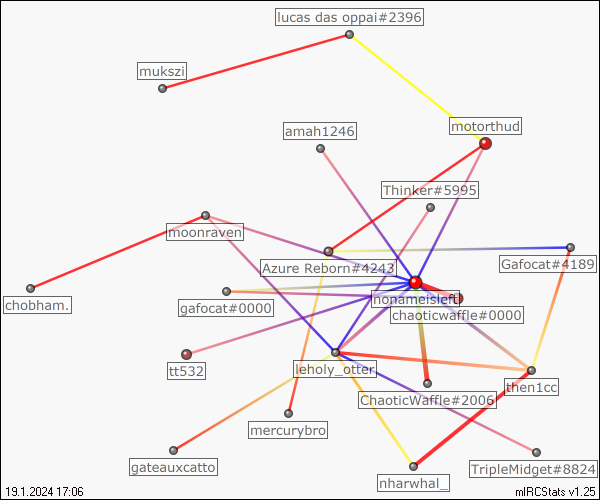 lucas das oppai#2396
mukszi
motorthud
amah1246
Thinker#5995
moonraven
Azure Reborn#4243
Gafocat#4189
chobham.
gafocat#0000
nonameisleft
chaoticwaffle#0000
tt532
leholy_otter
ChaoticWaffle#2006
then1cc
mercurybro
gateauxcatto
nharwhal_
TripleMidget#8824
19.1.2024 17:06
mIRCStats v1.25